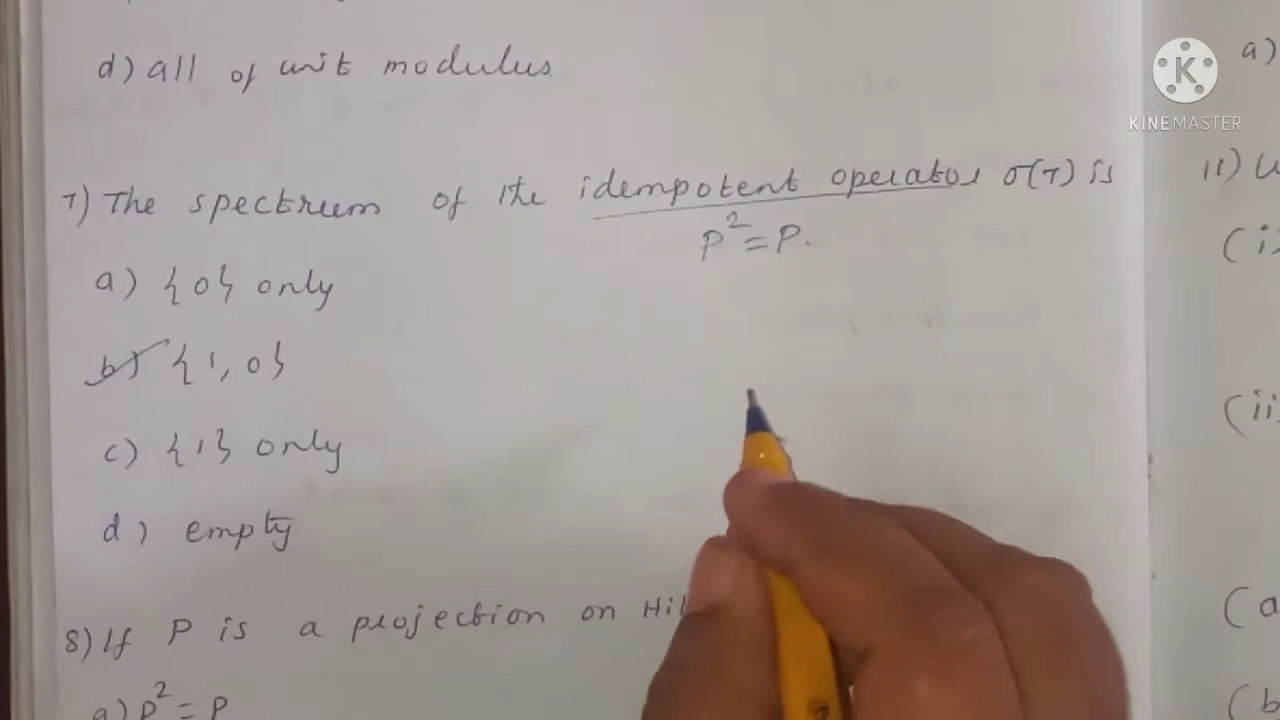 d) all of unit modulus
7) The spectrum of the idempotent operator σ(T) is
P² = P.
a) {0} only
b) {1, 0}
c) {1} only
d) empty
8) If P is a projection on Hil
a) P² = P
a)
11) U
(i)
(ii
(a
(b
K
KINEMASTER